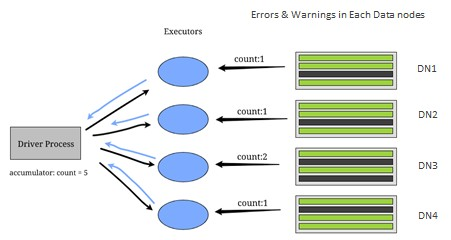 Errors & Warnings in Each Data nodes
Executors
count:1
DN1
count:1
DN2
Driver Process
count:2
DN3
accumulator: count = 5
count:1
DN4